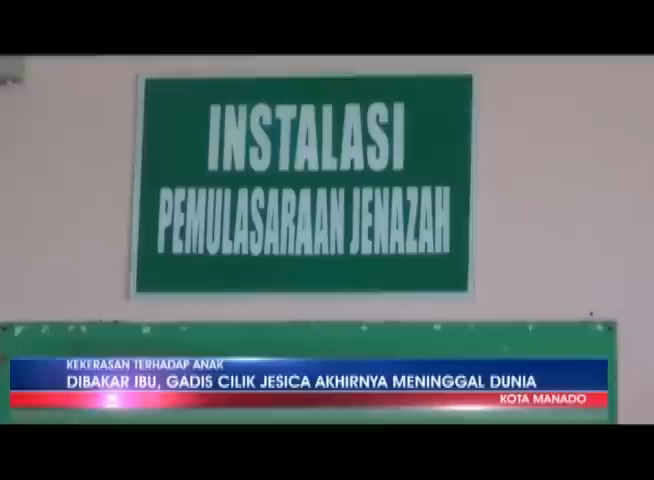 INSTALASI
PEMULASARAAN JENAZAH
KEKERASAN TERHADAP ANAK
DIBAKAR IBU, GADIS CILIK JESICA AKHIRNYA MENINGGAL DUNIA
KOTA MANADO